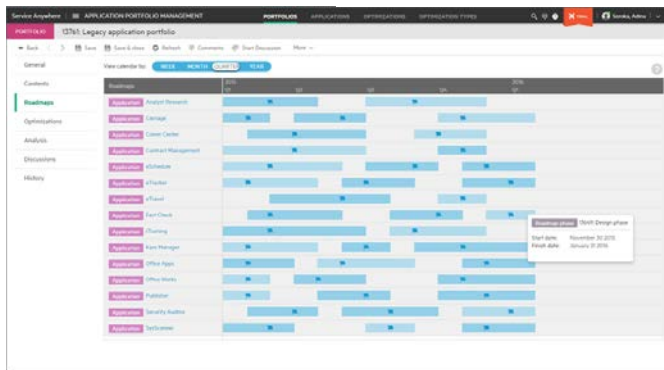 Service Anywhere APPLICATION PORTFOLIO MANAGEMENT PORTFOLIOS APPLICATIONS OPTIMIZATIONS OPTIMIZATION TYPES
PORTFOLIO 13761: Legacy application portfolio
Back Save Save & close Refresh Comments Start Discussion More
General View calendar by: WEEK MONTH QUARTER YEAR
Contents
Roadmaps 2015 2016
Roadmaps
Application Analyst Research
Optimizations
Application Carnage
Analysis
Application Career Center
Application Contract Management
Discussions
Application eSchedule
History
Application eTracker
Application eTravel
Application Fact Check
Roadmap phase Design phase
Application iTraining
Start date: November 30 2015
Finish date: January 31 2016
Application Kass Manager
Application Office Apps
Application Office Works
Application Publisher
Application Security Auditor
Application TaxScanner